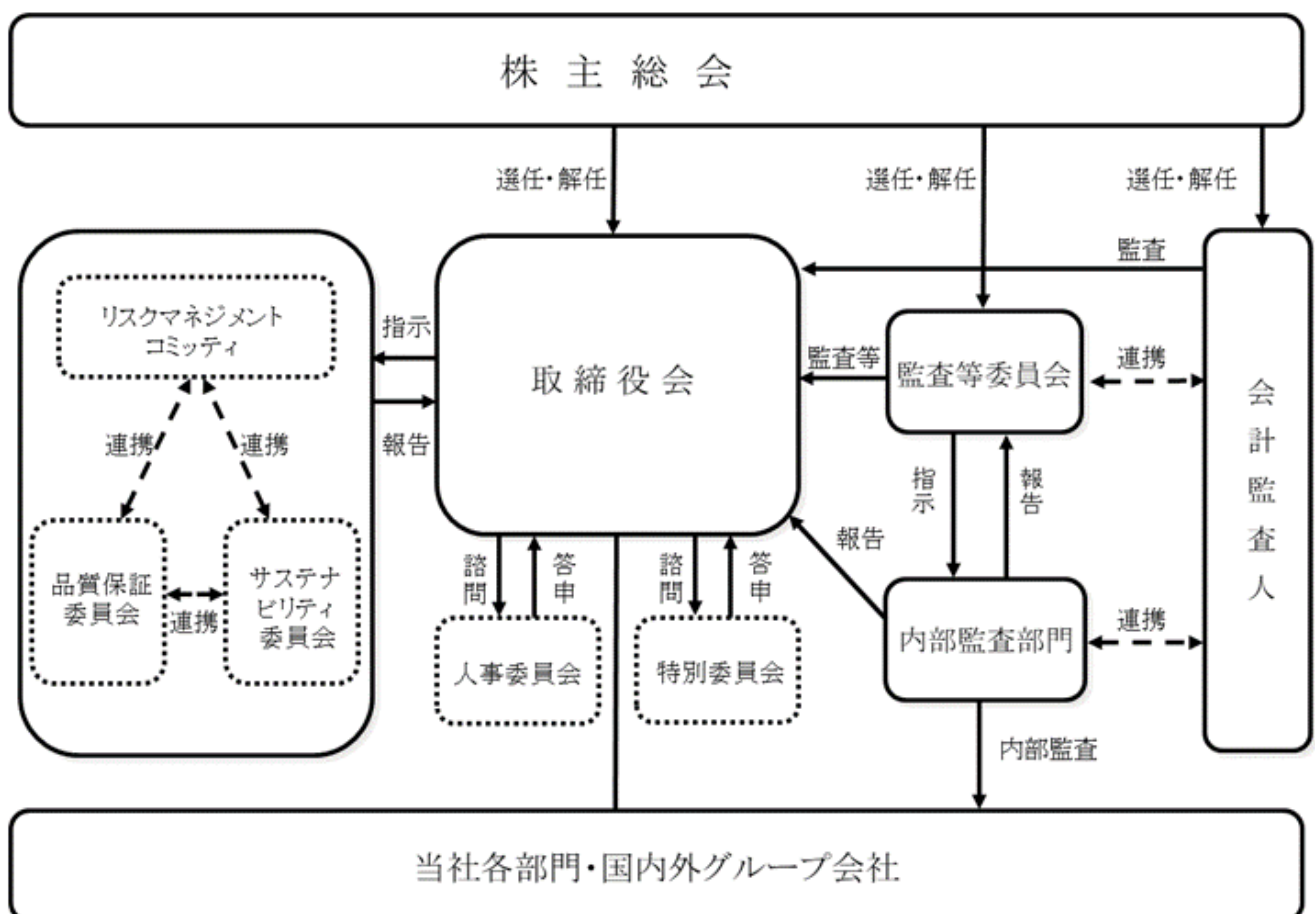 株主総会
選任・解任
選任・解任
選任・解任
リスクマネジメント
コミッティ
連携
連携
品質保証
委員会
連携
サステナ
ビリティ
委員会
指示
報告
取締役会
監査
監査等
監査等委員会
連携
会計監査人
指示
報告
報告
諮問
答申
諮問
答申
人事委員会
特別委員会
内部監査部門
連携
内部監査
当社各部門・国内外グループ会社